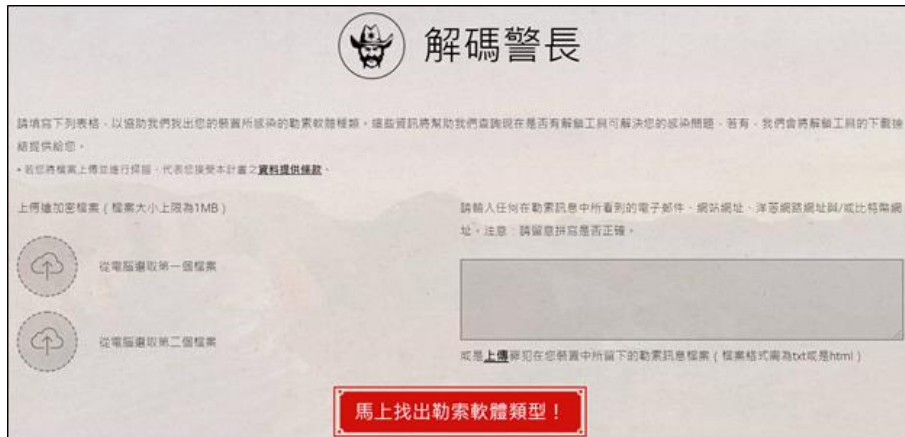 解碼警長
請填寫下列表格，以協助我們找出您的裝置所感染的勒索軟體種類。這些資訊將幫助我們查詢現在是否有解鎖工具可解決您的感染問題。若有，我們會將解鎖工具的下載連
結提供給您。
* 若您將檔案上傳並進行掃描，代表您接受本計畫之資料提供條款。
上傳遭加密檔案 ( 檔案大小上限為1MB )
從電腦選取第一個檔案
從電腦選取第二個檔案
請輸入任何在勒索訊息中所看到的電子郵件、網站網址、洋蔥網路網址與/或比特幣網
址。注意：請留意拼寫是否正確。
或是上傳罪犯在您裝置中所留下的勒索訊息檔案 ( 檔案格式需為txt或是html )
馬上找出勒索軟體類型！